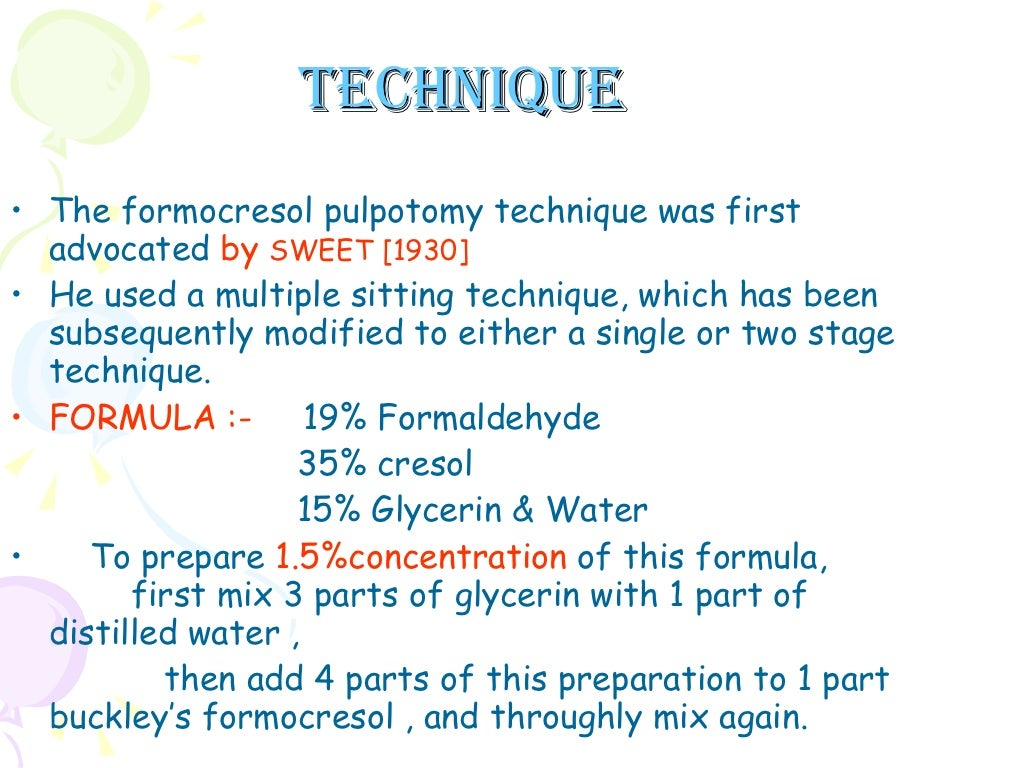 TECHNIQUE
• The formocresol pulpotomy technique was first
advocated by SWEET [1930]
• He used a multiple sitting technique, which has been
subsequently modified to either a single or two stage
technique.
• FORMULA :- 19% Formaldehyde
35% cresol
15% Glycerin & Water
• To prepare 1.5%concentration of this formula,
first mix 3 parts of glycerin with 1 part of
distilled water ,
then add 4 parts of this preparation to 1 part
buckley’s formocresol , and throughly mix again.